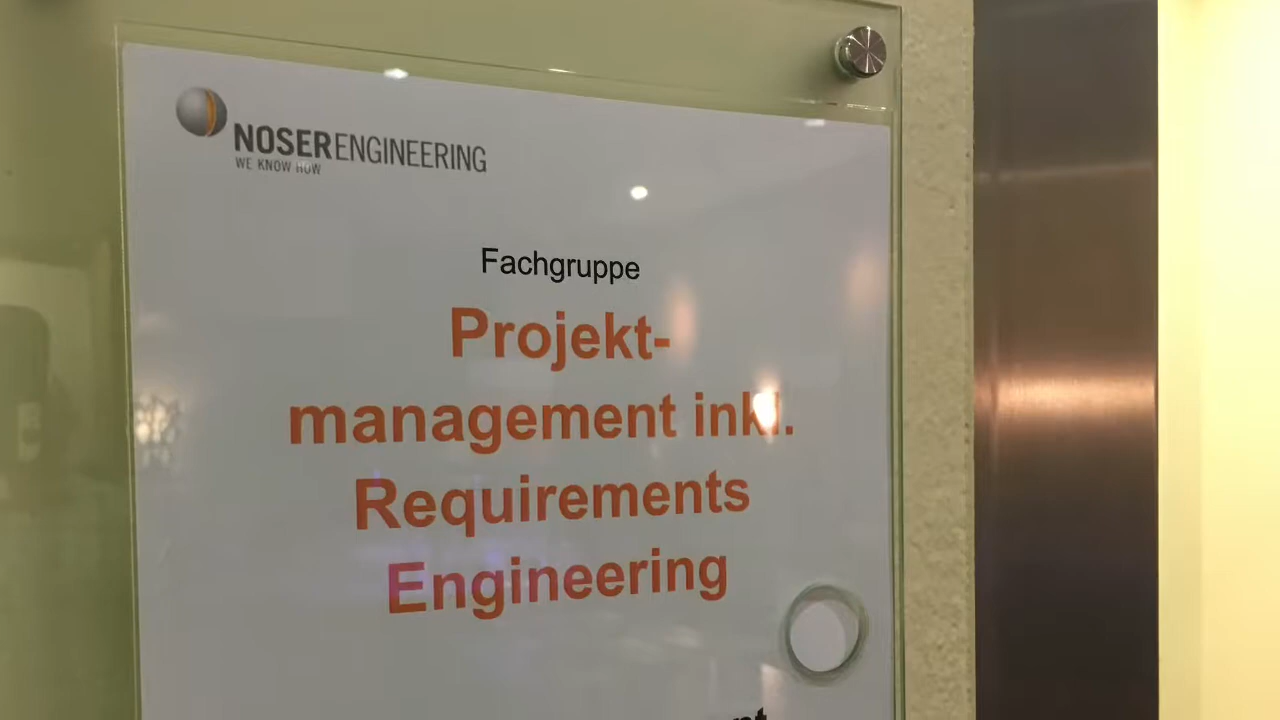 NOSERENGINEERING
WE KNOW HOW
Fachgruppe
Projekt-
management inkl.
Requirements
Engineering